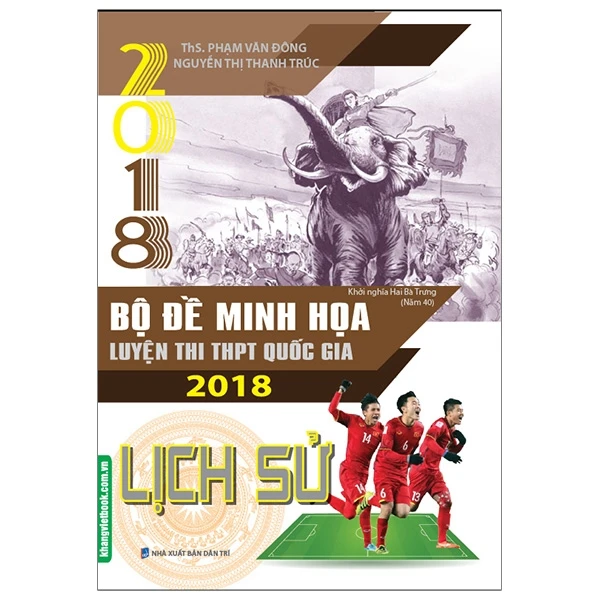 2018
ThS. PHẠM VĂN ĐÔNG
NGUYỄN THỊ THANH TRÚC
Khởi nghĩa Hai Bà Trưng
(Năm 40)
BỘ ĐỀ MINH HỌA
LUYỆN THI THPT QUỐC GIA
2018
LỊCH SỬ
14
6
6
13
khangvietbook.com.vn
NHÀ XUẤT BẢN DÂN TRÍ